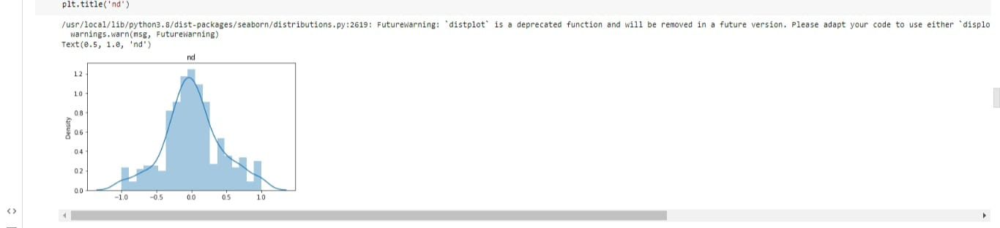 plt.title('nd')
/usr/local/lib/python3.8/dist-packages/seaborn/distributions.py:2619: FutureWarning: `distplot` is a deprecated function and will be removed in a future version. Please adapt your code to use either `displo
warnings.warn(msg, FutureWarning)
Text(0.5, 1.0, 'nd')
nd
1.2
1.0
0.8
Density
0.6
0.4
0.2
0.0
−1.0 −0.5 0.0 0.5 1.0